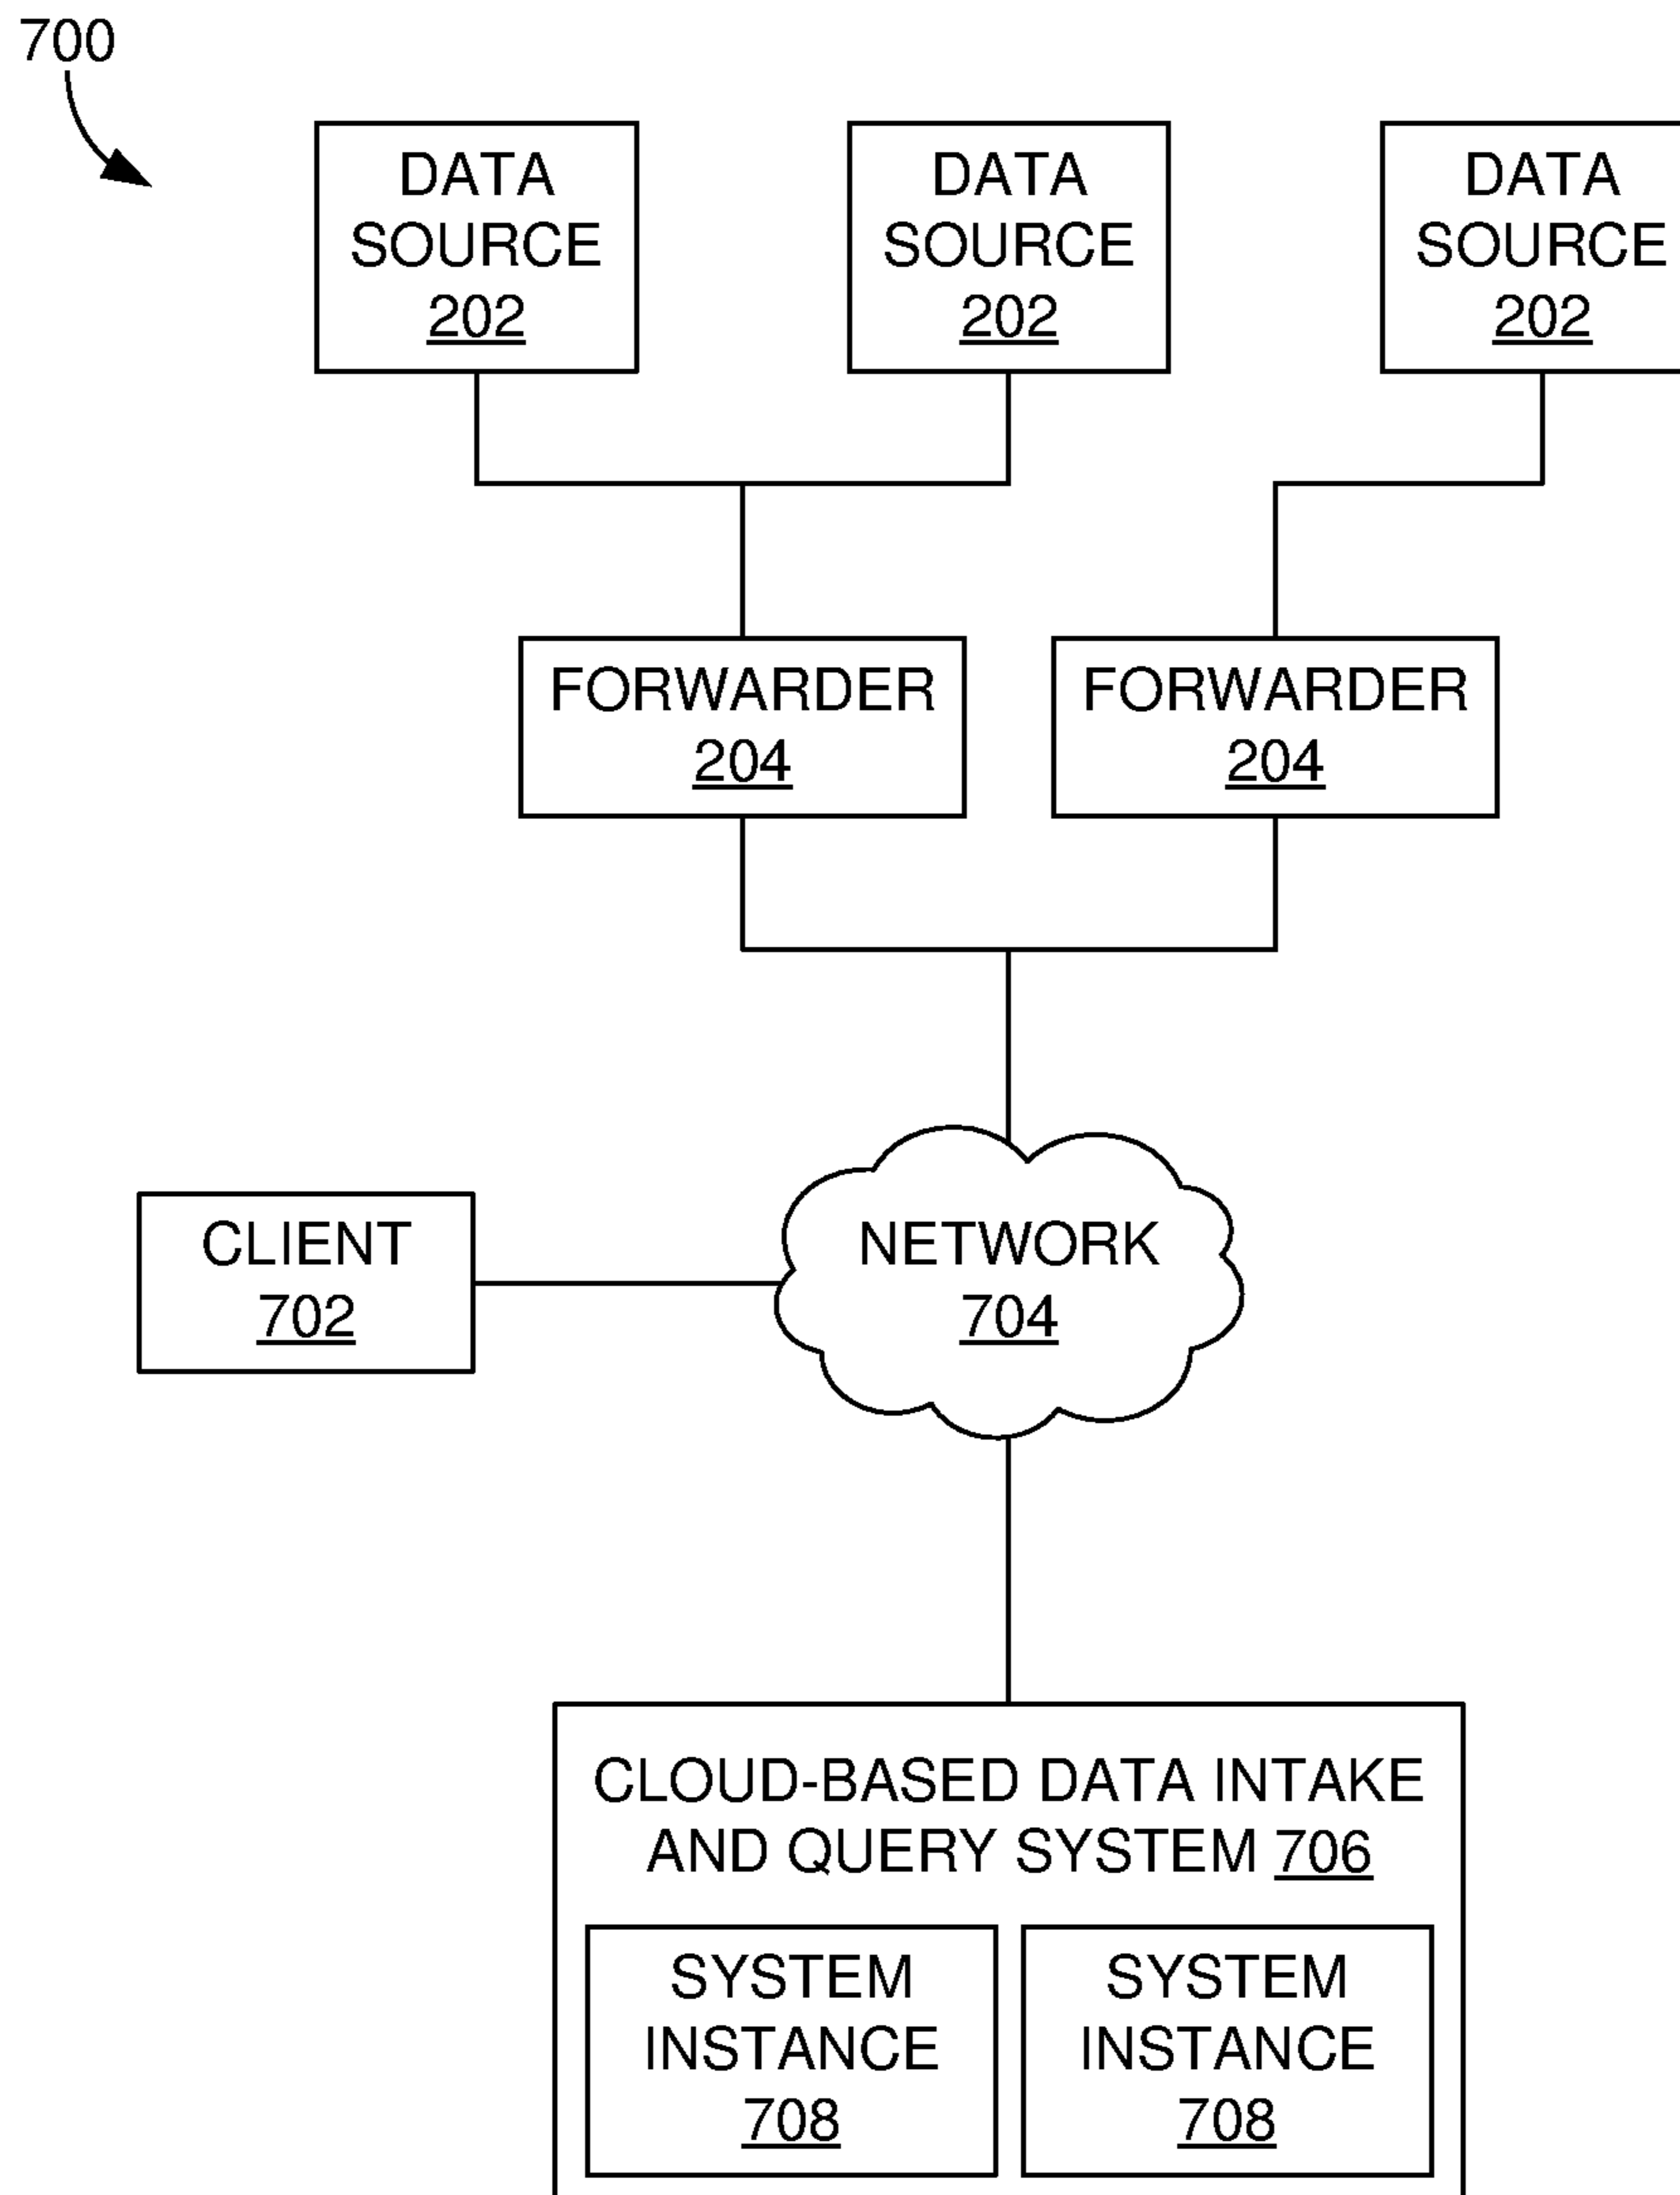 700
DATA
SOURCE
202
DATA
SOURCE
202
DATA
SOURCE
202
FORWARDER
204
FORWARDER
204
CLIENT
702
NETWORK
704
CLOUD-BASED DATA INTAKE
AND QUERY SYSTEM 706
SYSTEM
INSTANCE
708
SYSTEM
INSTANCE
708